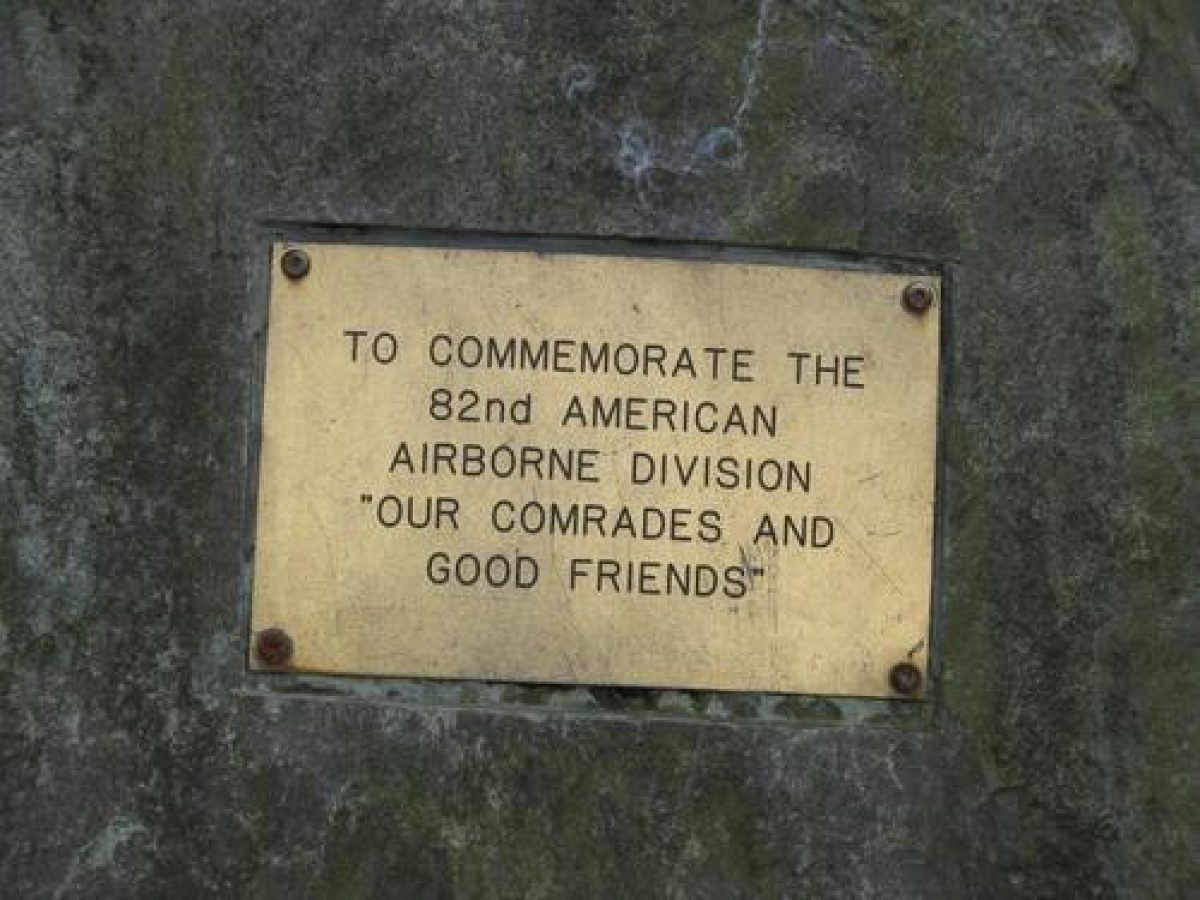 TO COMMEMORATE THE
82nd AMERICAN
AIRBORNE DIVISION
"OUR COMRADES AND
GOOD FRIENDS"